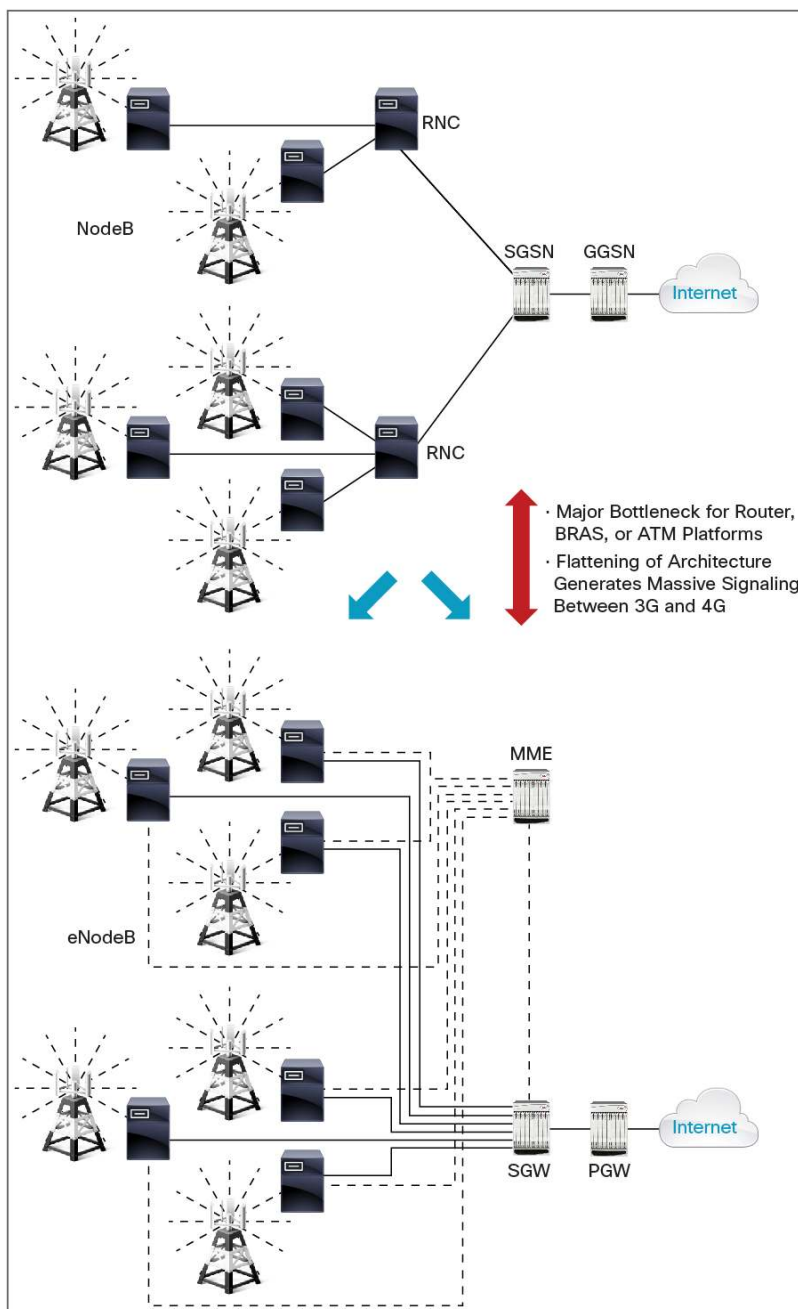 RNC
NodeB
SGSN
GGSN
Internet
RNC
· Major Bottleneck for Router,
BRAS, or ATM Platforms
· Flattening of Architecture
Generates Massive Signaling
Between 3G and 4G
MME
eNodeB
Internet
SGW
PGW